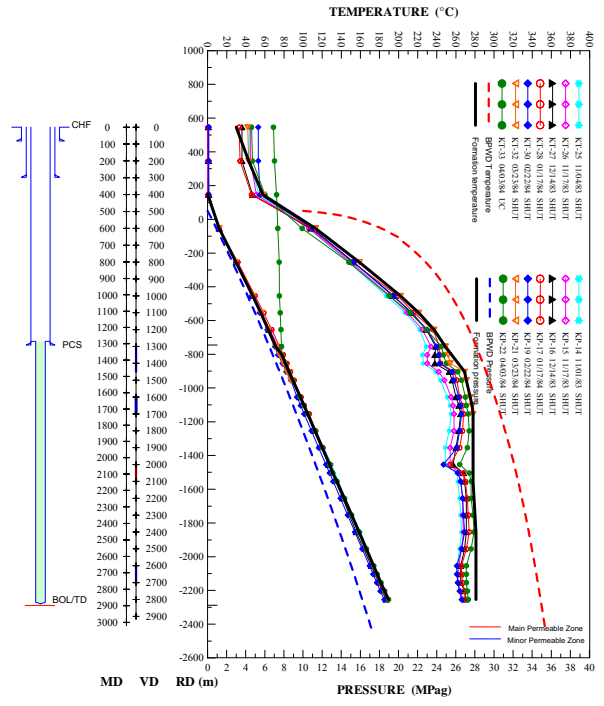 TEMPERATURE (°C)
0 20 40 60 80 100 120 140 160 180 200 220 240 260 280 300 320 340 360 380 400
1000
800
600
400
200
0
-200
-400
-600
-800
-1000
-1200
-1400
-1600
-1800
-2000
-2200
-2400
-2600
CHF
PCS
BOL/TD
0
100
200
300
400
500
600
700
800
900
1000
1100
1200
1300
1400
1500
1600
1700
1800
1900
2000
2100
2200
2300
2400
2500
2600
2700
2800
2900
3000
0
100
200
300
400
500
600
700
800
900
1000
1100
1200
1300
1400
1500
1600
1700
1800
1900
2000
2100
2200
2300
2400
2500
2600
2700
2800
2900
KT-25 11/04/83 SHUT
KT-26 11/17/83 SHUT
KT-27 12/14/83 SHUT
KT-28 01/17/84 SHUT
KT-30 02/22/84 SHUT
KT-32 03/23/84 SHUT
KT-33 04/03/84 UC
BPWD Temperature
Formation temperature
KP-14 11/01/83 SHUT
KP-15 11/17/83 SHUT
KP-16 12/14/83 SHUT
KP-17 01/17/84 SHUT
KP-19 02/22/84 SHUT
KP-21 03/23/84 SHUT
KP-22 04/03/84 SHUT
BPWD Pressure
Formation pressure
Main Permeable Zone
Minor Permeable Zone
0 2 4 6 8 10 12 14 16 18 20 22 24 26 28 30 32 34 36 38 40
MD VD RD (m)
PRESSURE (MPag)